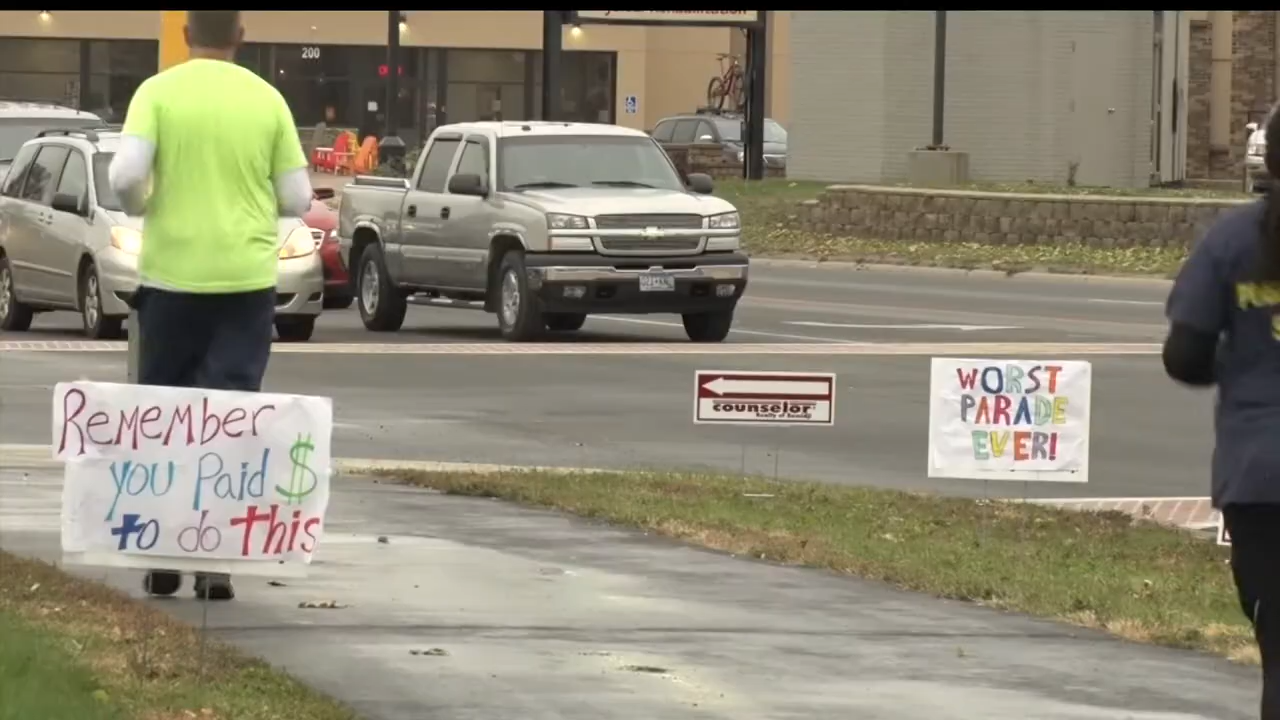 200
Remember
you Paid $
to do This
counselor
WORST
PARADE
EVER!